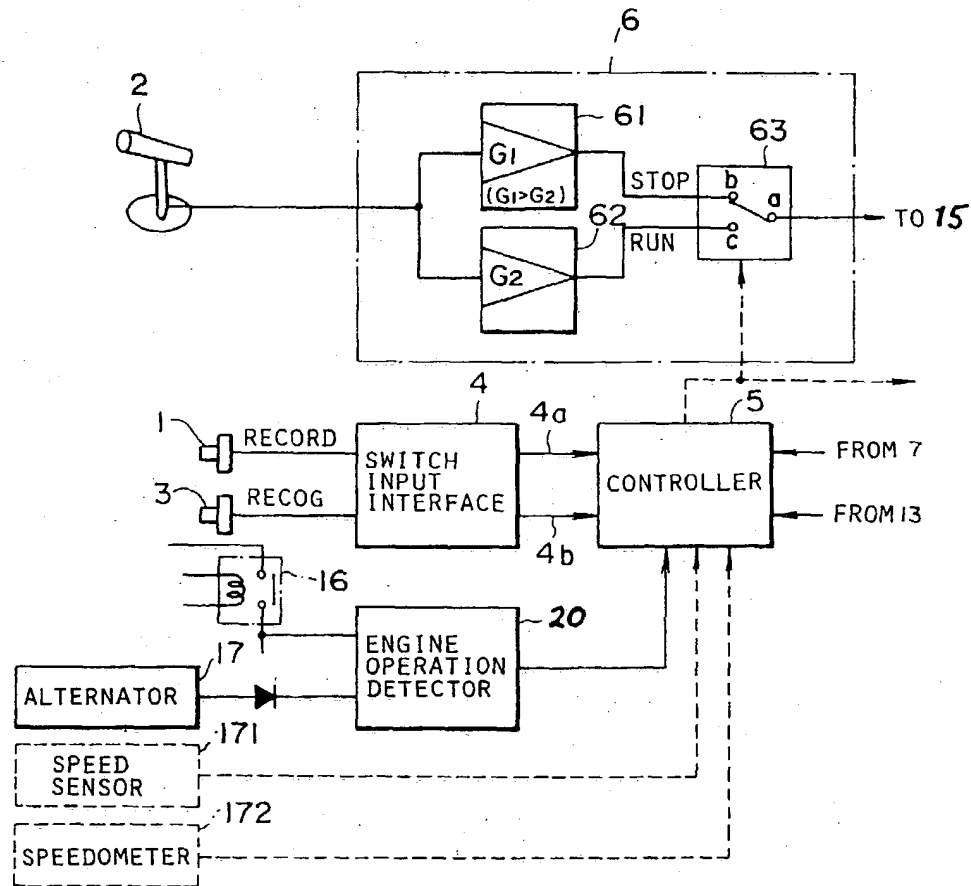 6
2
61
G1
(G1>G2)
STOP
63
b
a
c
TO 15
62
RUN
G2
4
5
1
RECORD
4a
FROM 7
SWITCH
INPUT
INTERFACE
CONTROLLER
3
RECOG
4b
FROM 13
16
20
17
ENGINE
OPERATION
DETECTOR
ALTERNATOR
171
SPEED
SENSOR
172
SPEEDOMETER